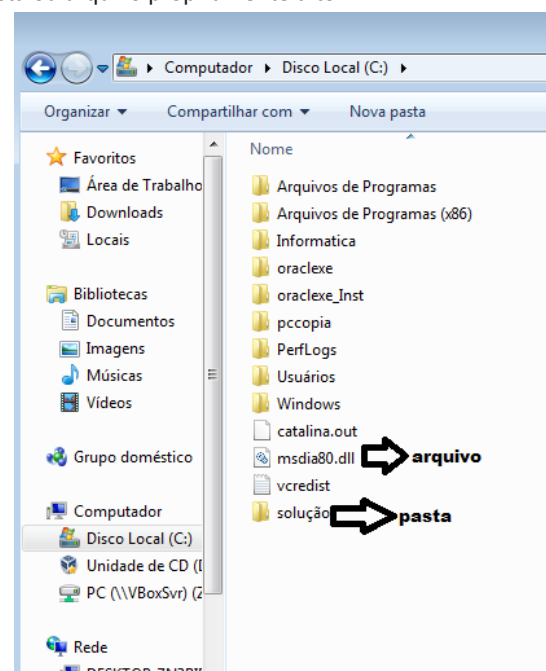 Computador Disco Local (C:)
Organizar Compartilhar com Nova pasta
Favoritos
Área de Trabalho
Downloads
Locais
Bibliotecas
Documentos
Imagens
Músicas
Vídeos
Grupo doméstico
Computador
Disco Local (C:)
Unidade de CD (
PC (\\VBoxSvr) (
Rede
Nome
Arquivos de Programas
Arquivos de Programas (x86)
Informatica
oraclexe
oraclexe_Inst
pccopia
PerfLogs
Usuários
Windows
catalina.out
msdia80.dll arquivo
vcredist
solução pasta